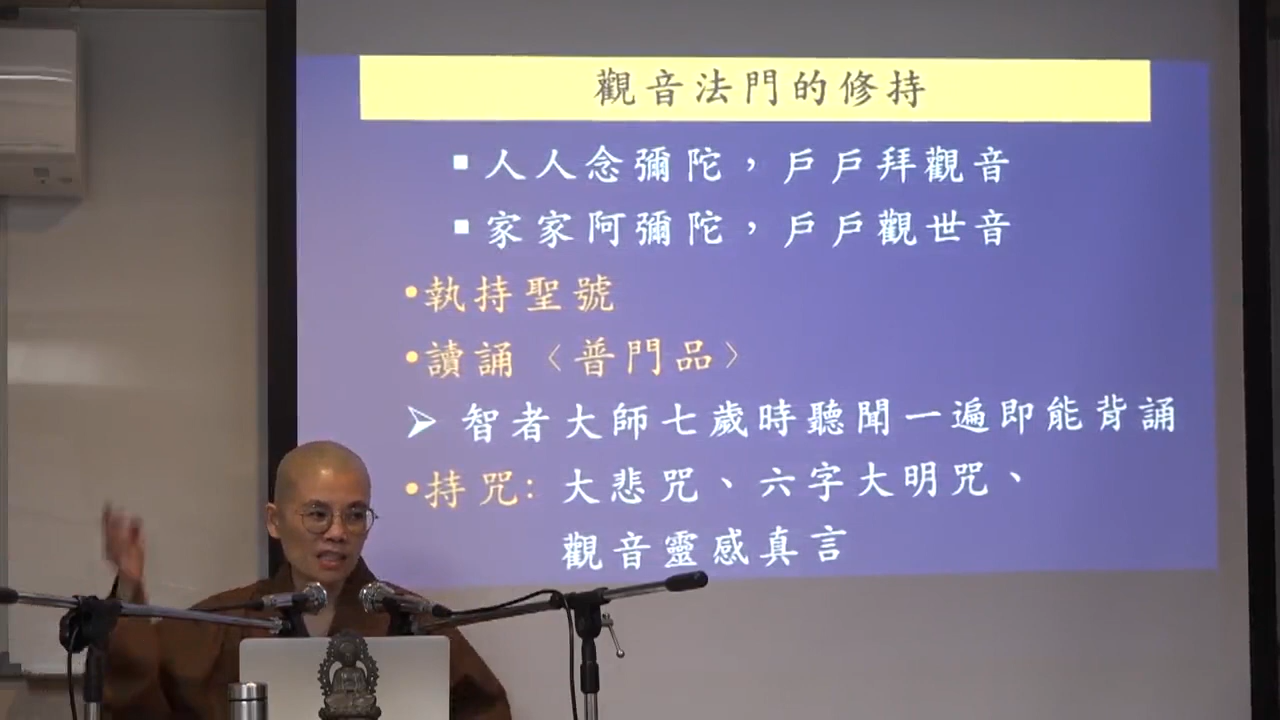 觀音法門的修持
▪人人念彌陀，戶戶拜觀音
▪家家阿彌陀，戶戶觀世音
•執持聖號
•讀誦〈普門品〉
➢ 智者大師七歲時聽聞一遍即能背誦
•持咒: 大悲咒、六字大明咒、
觀音靈感真言